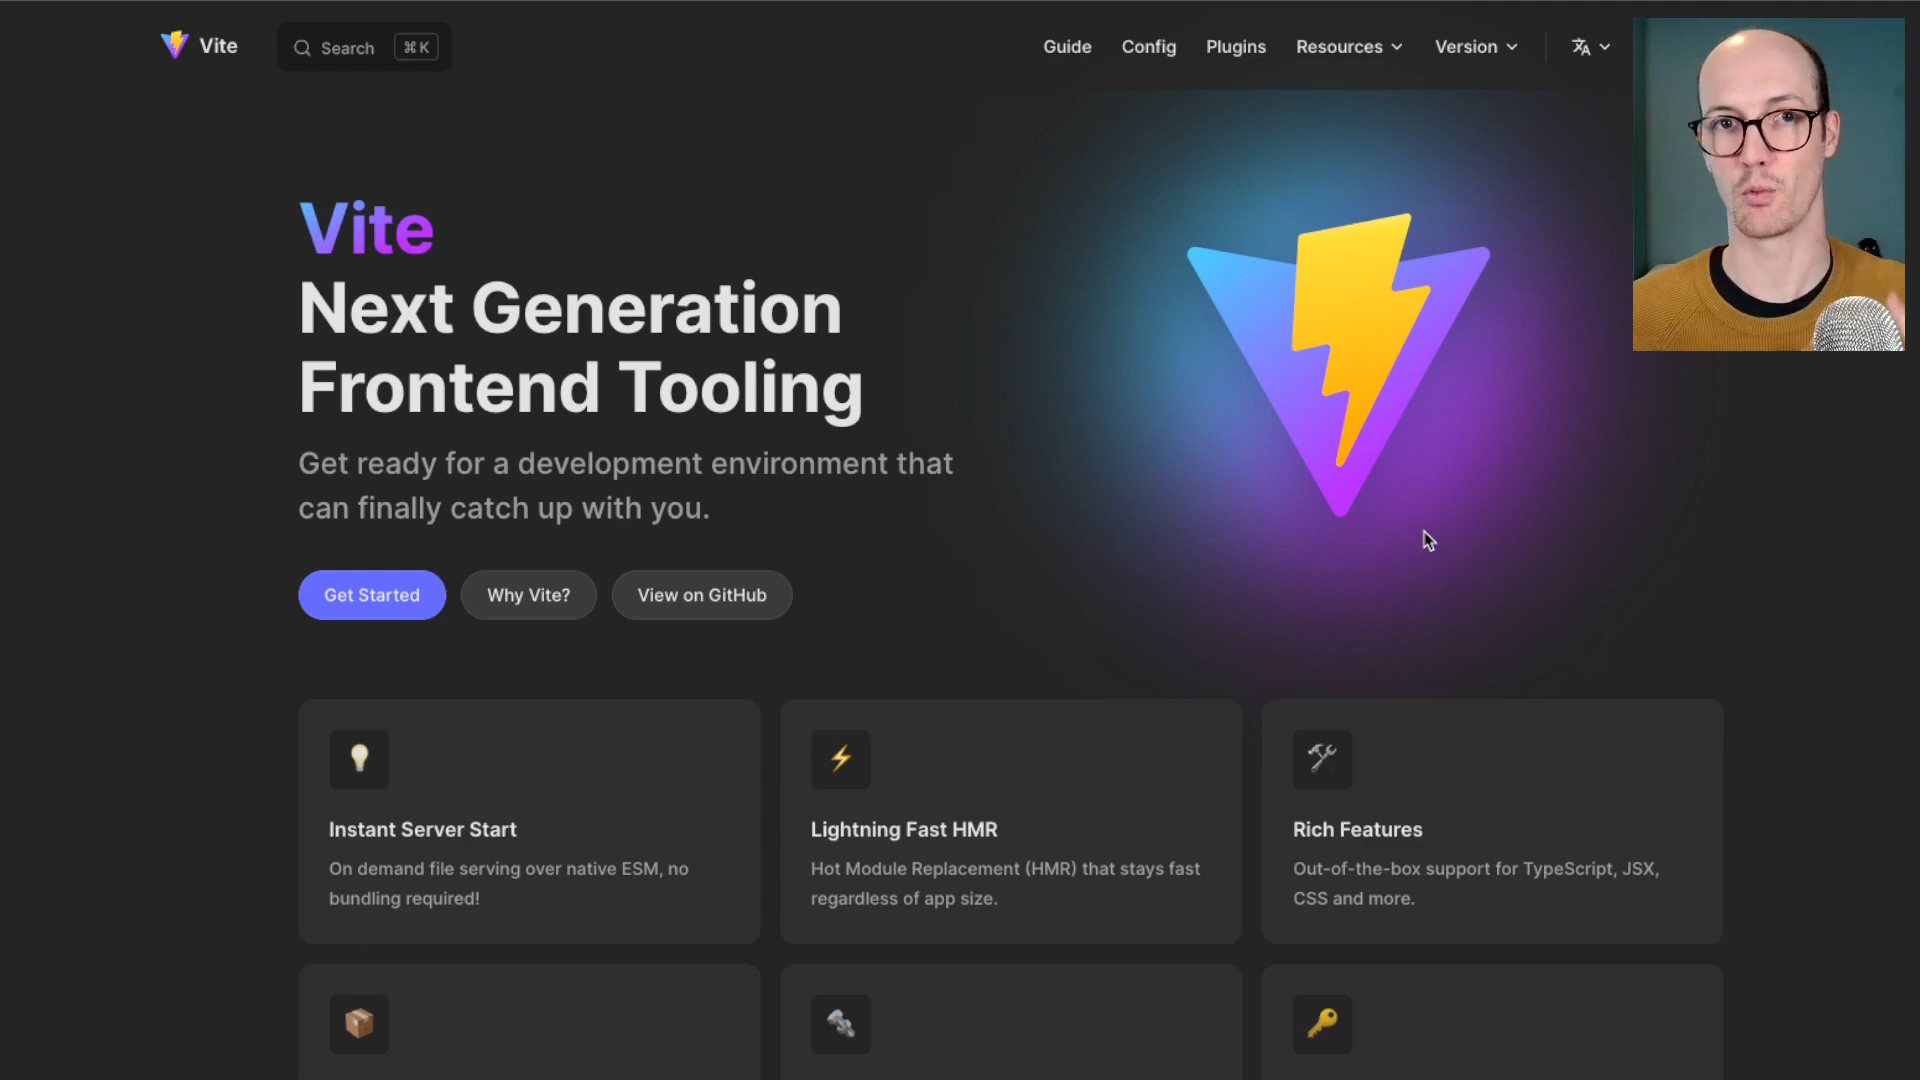 Vite
Search
⌘ K
Guide
Config
Plugins
Resources
Version
Vite
Next Generation
Frontend Tooling
Get ready for a development environment that
can finally catch up with you.
Get Started
Why Vite?
View on GitHub
Instant Server Start
On demand file serving over native ESM, no
bundling required!
Lightning Fast HMR
Hot Module Replacement (HMR) that stays fast
regardless of app size.
Rich Features
Out-of-the-box support for TypeScript, JSX,
CSS and more.